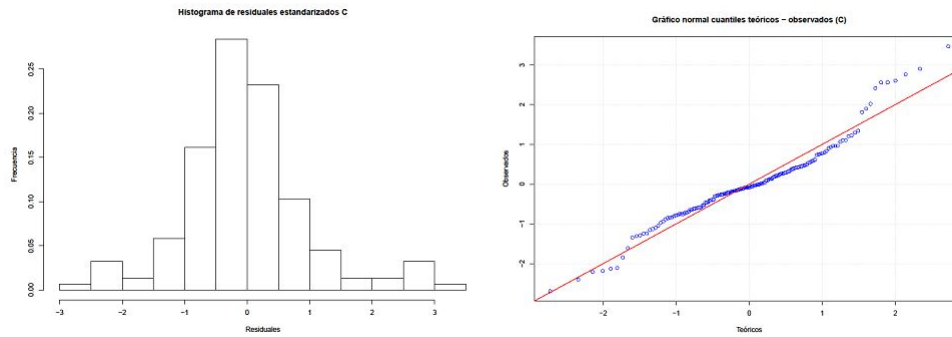 Histograma de residuales estandarizados C
Frecuencia
0.25
0.20
0.15
0.10
0.05
0.00
-3 -2 -1 0 1 2 3
Residuales
Gráfico normal cuantiles teóricos − observados (C)
Observados
3
2
1
0
-1
-2
-2 -1 0 1 2
Teóricos